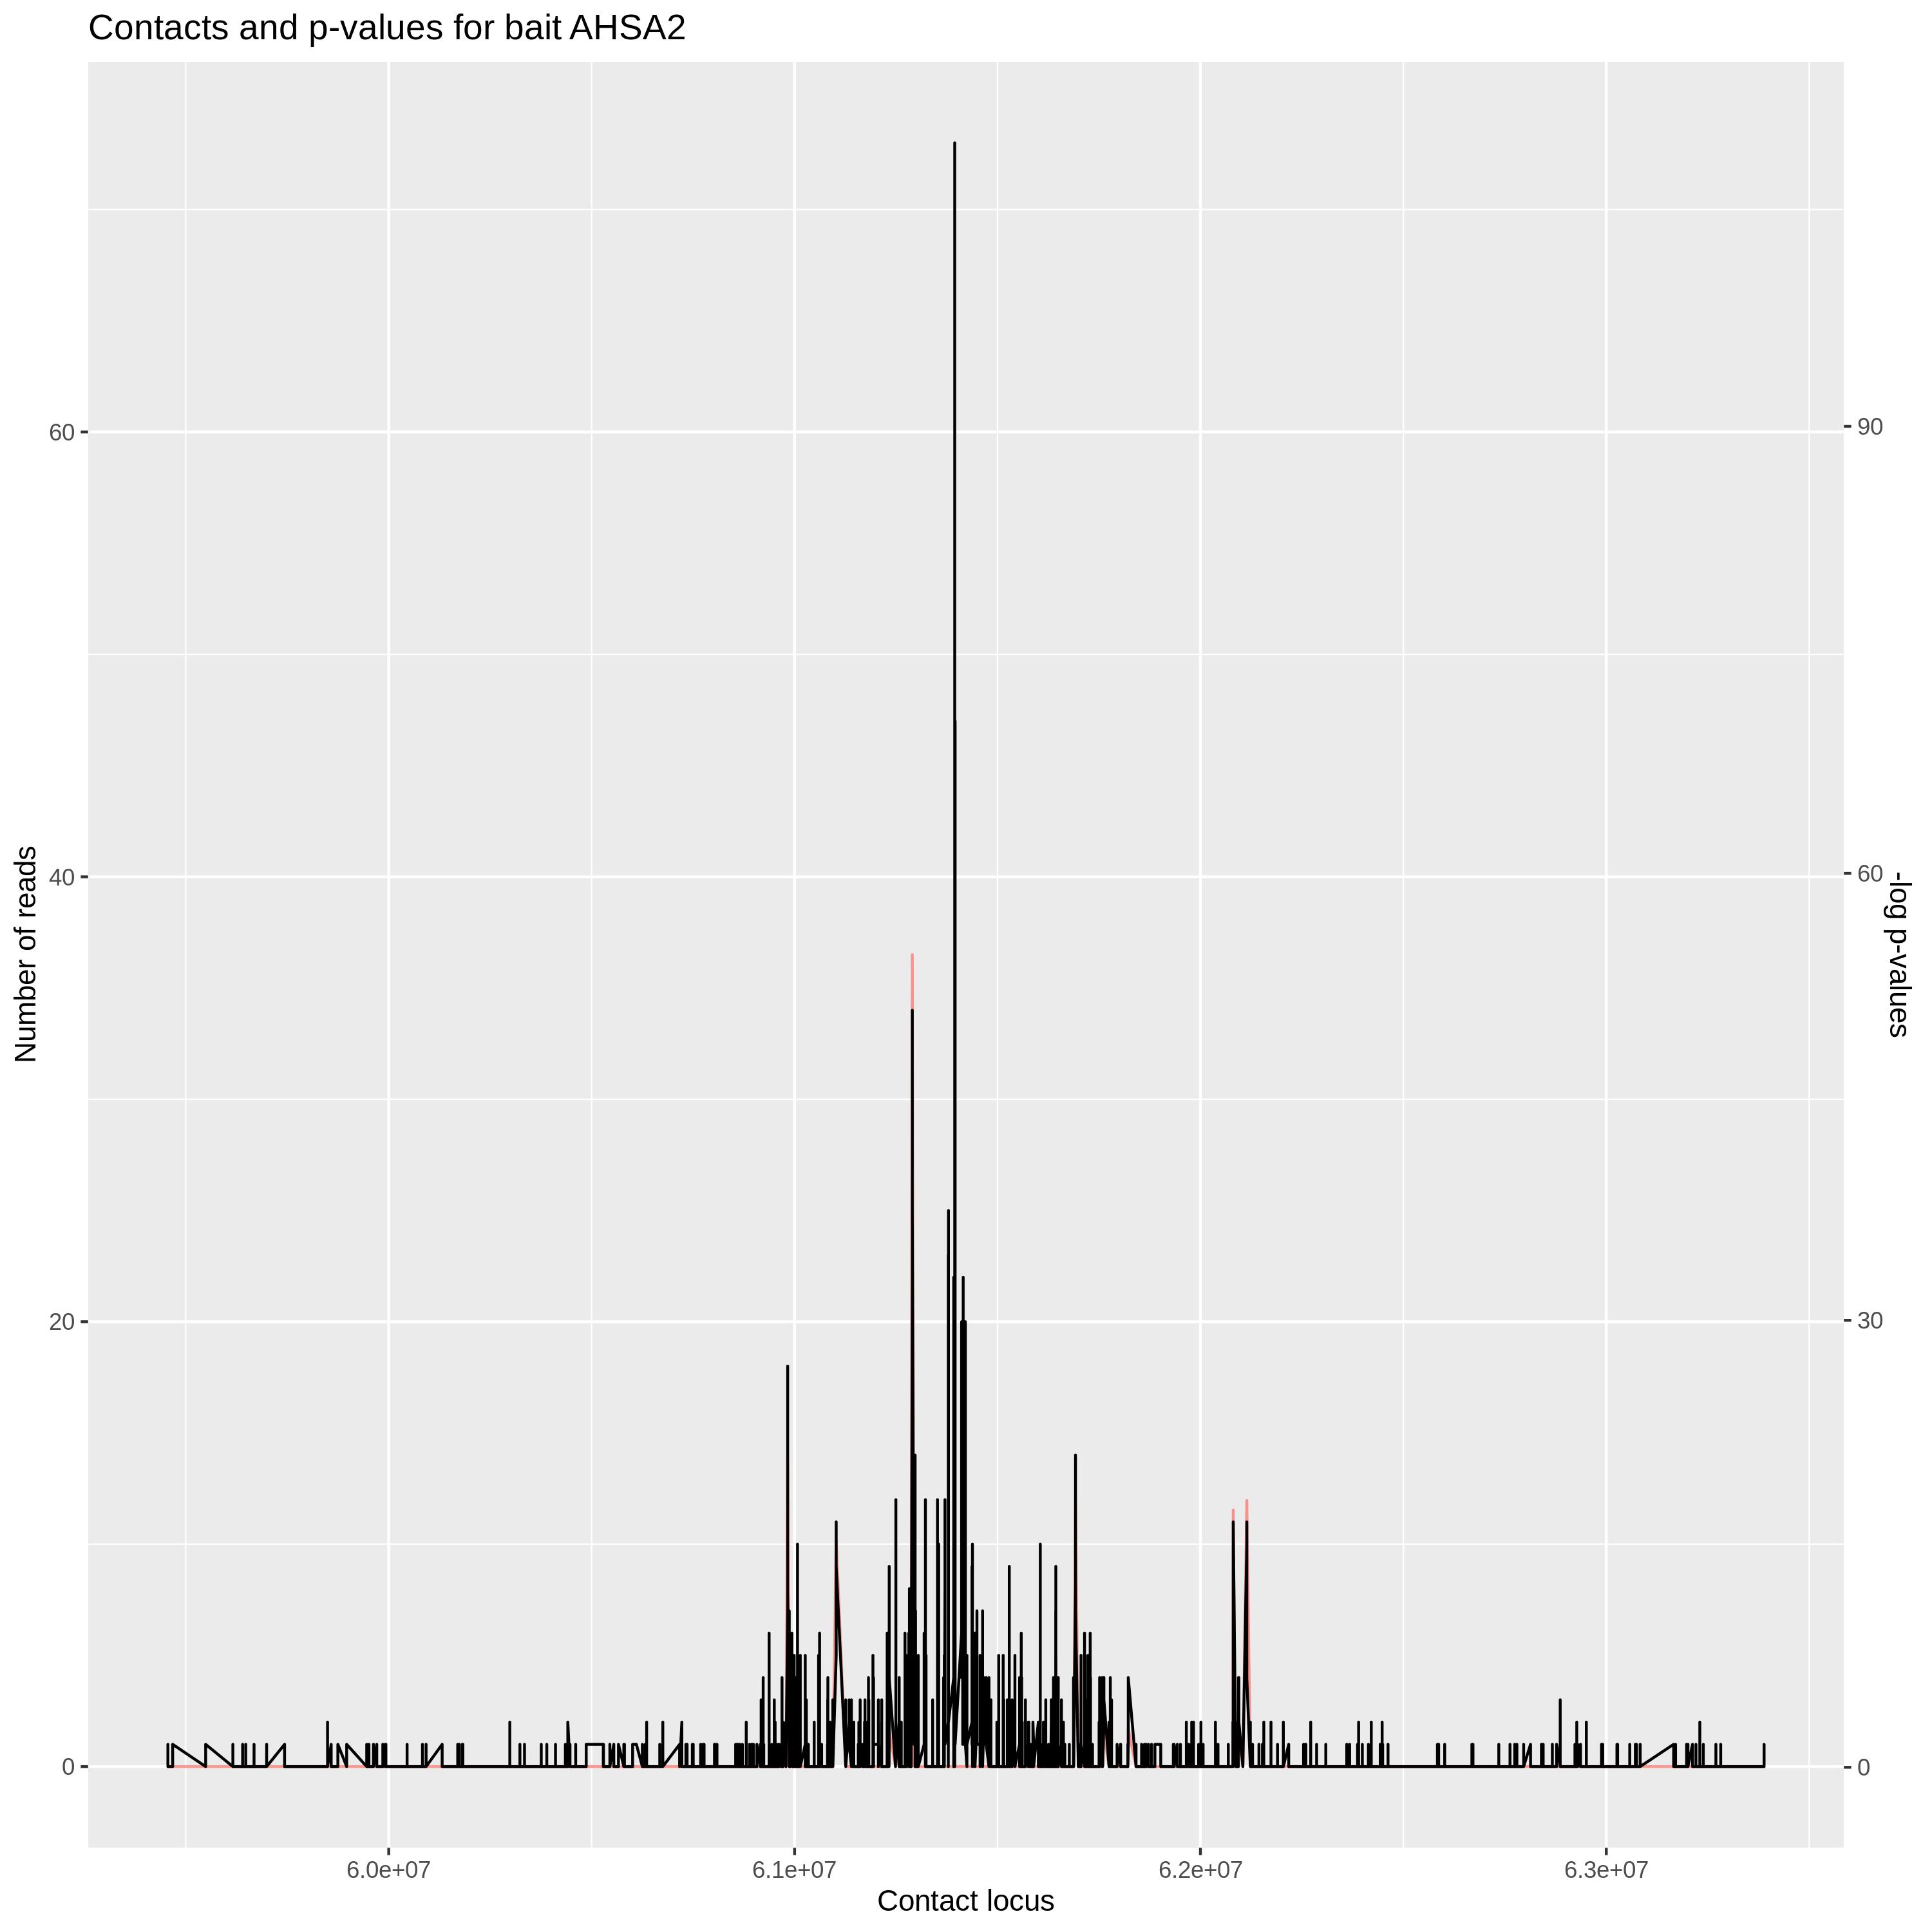 Contacts and p-values for bait AHSA2
60
40
20
0
90
60
30
0
Number of reads
-log p-values
6.0e+07
6.1e+07
6.2e+07
6.3e+07
Contact locus